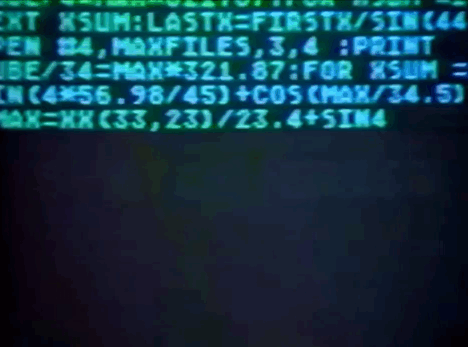 EXT XSUM:LASTX=FIRSTX/SIN(44
PEN #4,MAXFILES,3,4 :PRINT
UBE/34=MAX*321.87:FOR XSUM =
IN(4*56.98/45)+COS(MAX/34.5)
MAX=XX(33,23)/23.4+SIN4